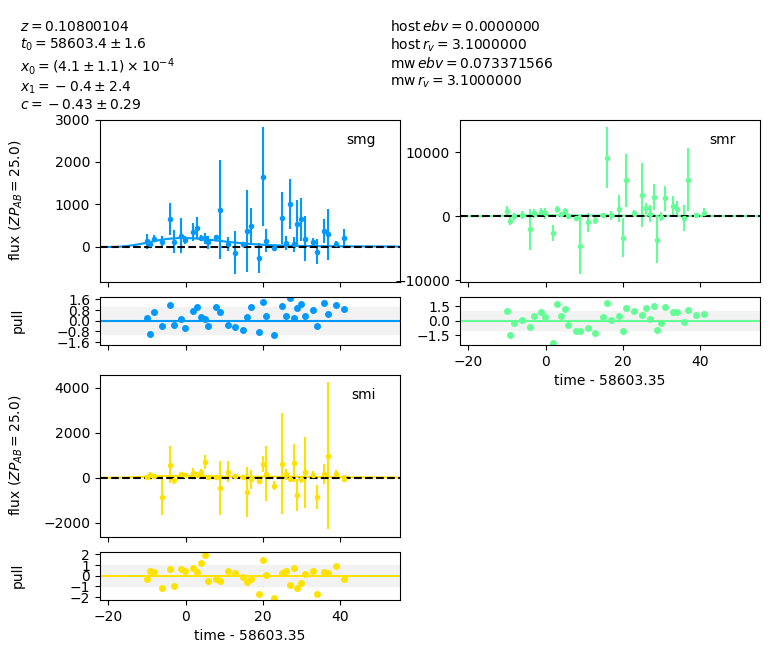 z = 0.10800104
t₀ = 58603.4 ± 1.6
x₀ = (4.1 ± 1.1) × 10⁻⁴
x₁ = −0.4 ± 2.4
c = −0.43 ± 0.29
host ebv = 0.0000000
host r_v = 3.1000000
mw ebv = 0.073371566
mw r_v = 3.1000000
flux (ZP_AB = 25.0)
3000
2000
1000
0
smg
10000
0
−10000
smr
pull
1.6
0.8
0.0
−0.8
−1.6
1.5
0.0
−1.5
−20 0 20 40
time - 58603.35
flux (ZP_AB = 25.0)
4000
2000
0
−2000
smi
pull
2
1
0
−1
−2
−20 0 20 40
time - 58603.35